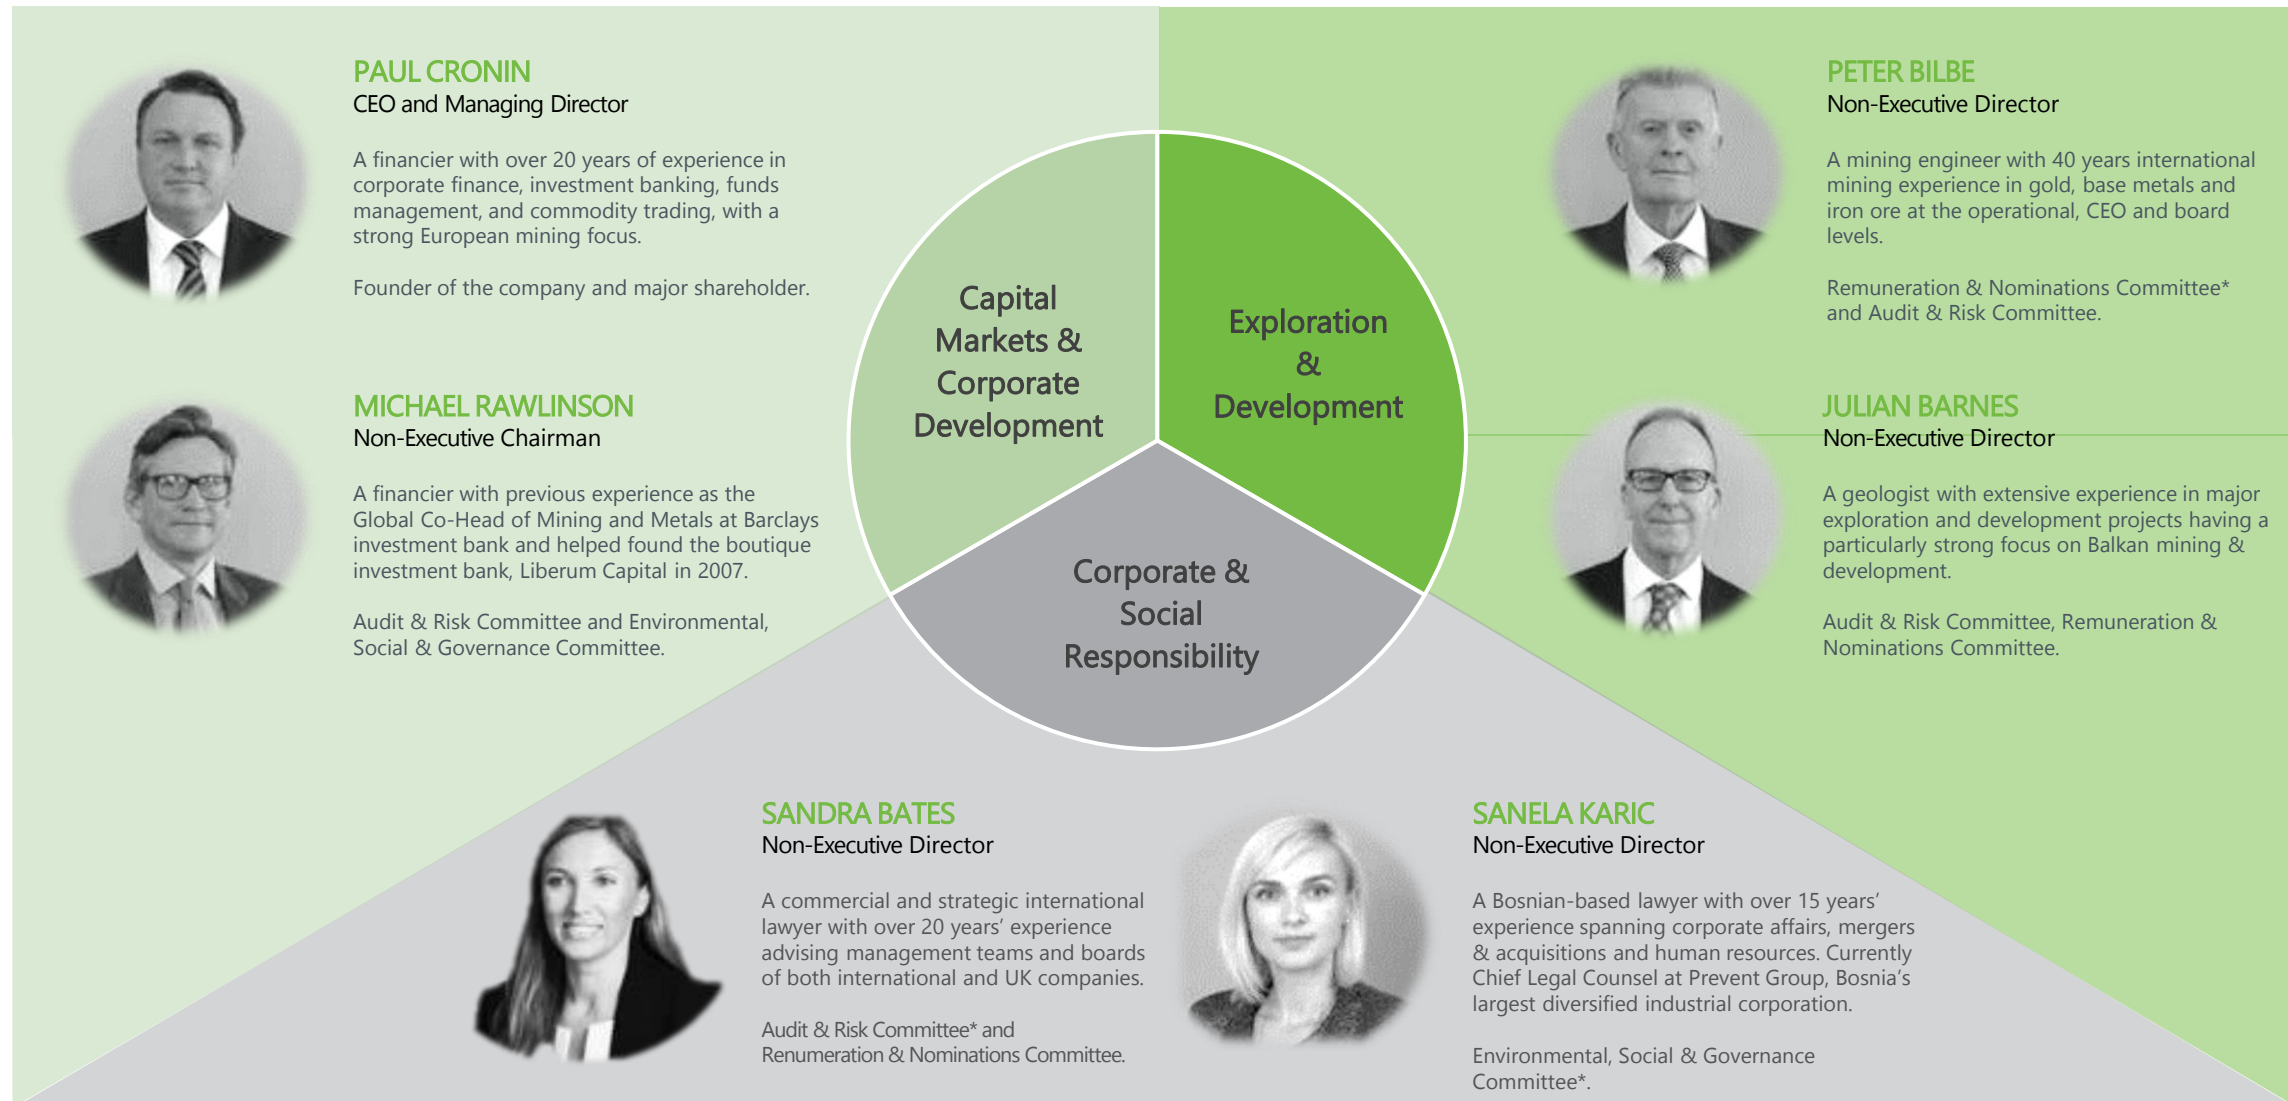 PAUL CRONIN
CEO and Managing Director
A financier with over 20 years of experience in
corporate finance, investment banking, funds
management, and commodity trading, with a
strong European mining focus.
Founder of the company and major shareholder.
MICHAEL RAWLINSON
Non-Executive Chairman
A financier with previous experience as the
Global Co-Head of Mining and Metals at Barclays
investment bank and helped found the boutique
investment bank, Liberum Capital in 2007.
Audit & Risk Committee and Environmental,
Social & Governance Committee.
Capital
Markets &
Corporate
Development
Exploration
&
Development
Corporate &
Social
Responsibility
PETER BILBE
Non-Executive Director
A mining engineer with 40 years international
mining experience in gold, base metals and
iron ore at the operational, CEO and board
levels.
Remuneration & Nominations Committee*
and Audit & Risk Committee.
JULIAN BARNES
Non-Executive Director
A geologist with extensive experience in major
exploration and development projects having a
particularly strong focus on Balkan mining &
development.
Audit & Risk Committee, Remuneration &
Nominations Committee.
SANDRA BATES
Non-Executive Director
A commercial and strategic international
lawyer with over 20 years’ experience
advising management teams and boards
of both international and UK companies.
Audit & Risk Committee* and
Renumeration & Nominations Committee.
SANELA KARIC
Non-Executive Director
A Bosnian-based lawyer with over 15 years’
experience spanning corporate affairs, mergers
& acquisitions and human resources. Currently
Chief Legal Counsel at Prevent Group, Bosnia’s
largest diversified industrial corporation.
Environmental, Social & Governance
Committee*.